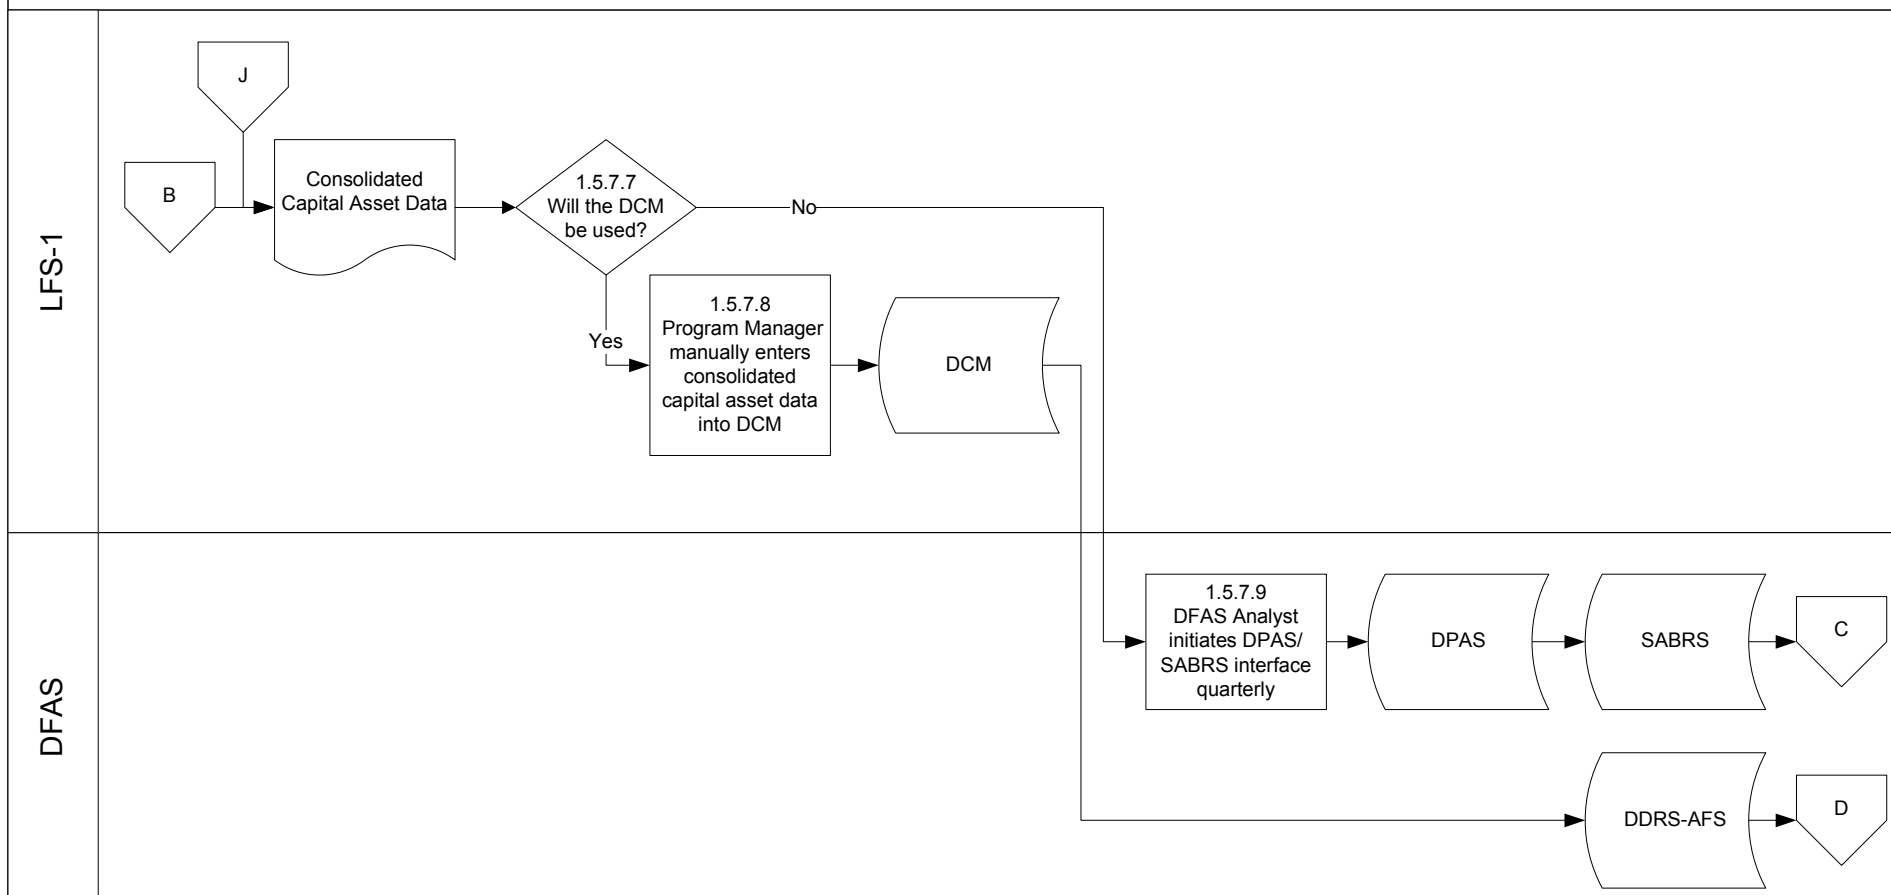 LFS-1
J
B
Consolidated
Capital Asset Data
1.5.7.7
Will the DCM
be used?
No
Yes
1.5.7.8
Program Manager
manually enters
consolidated
capital asset data
into DCM
DCM
DFAS
1.5.7.9
DFAS Analyst
initiates DPAS/
SABRS interface
quarterly
DPAS
SABRS
C
DDRS-AFS
D